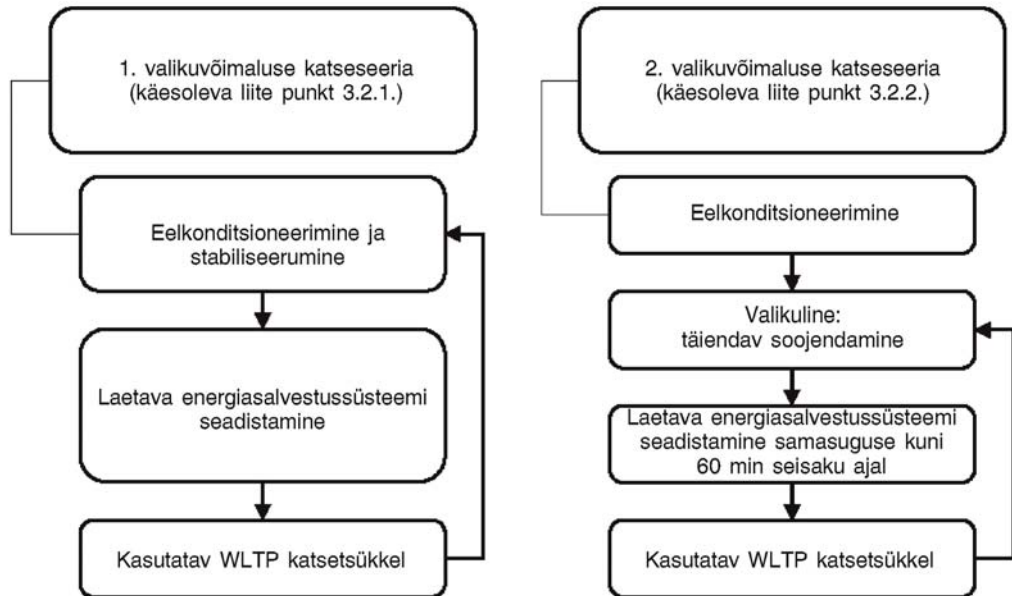 1. valikuvõimaluse katseseeria
(käesoleva liite punkt 3.2.1.)
Eelkonditsioneerimine ja
stabiliseerumine
Laetava energiasalvestussüsteemi
seadistamine
Kasutatav WLTP katsetsükkel
2. valikuvõimaluse katseseeria
(käesoleva liite punkt 3.2.2.)
Eelkonditsioneerimine
Valikuline:
täiendav soojendamine
Laetava energiasalvestussüsteemi
seadistamine samasuguse kuni
60 min seisaku ajal
Kasutatav WLTP katsetsükkel